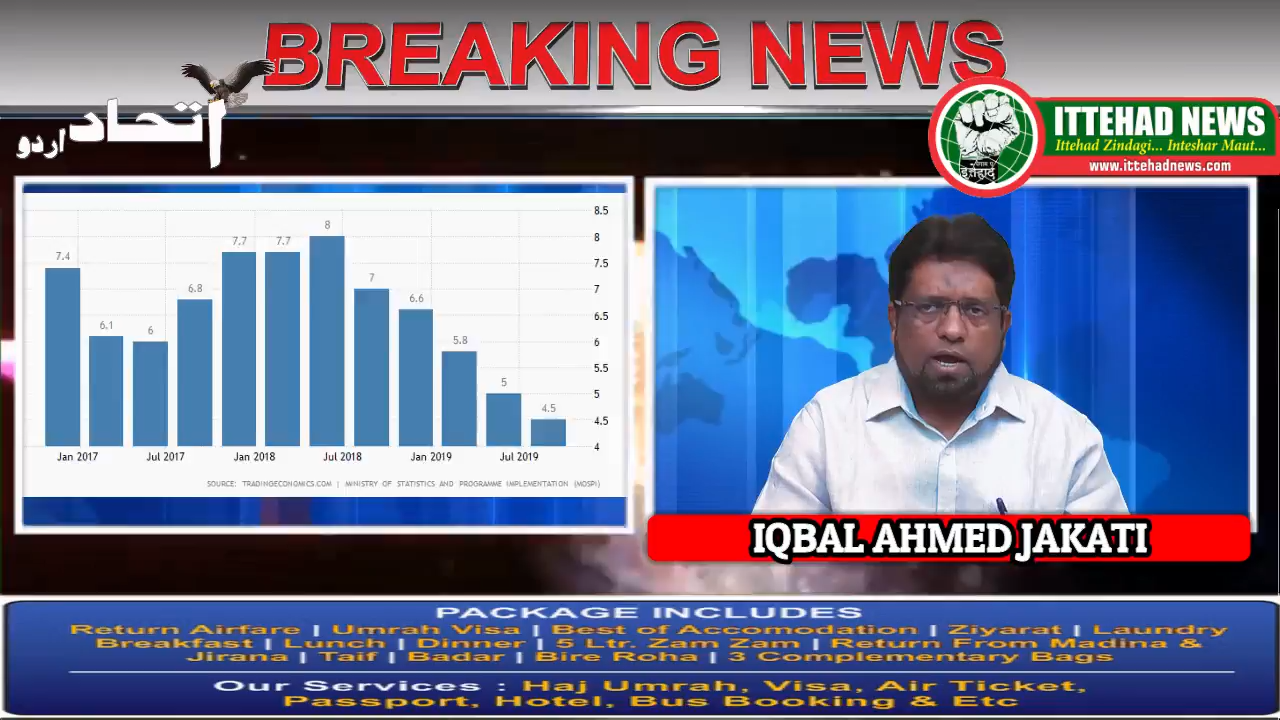 BREAKING NEWS
اتحاد
اردو
ITTEHAD NEWS
Ittehad Zindagi... Inteshar Maut...
www.ittehadnews.com
इत्तेहाद
8.5
8
7.5
7
6.5
6
5.5
5
4.5
4
7.4
6.1
6
6.8
7.7
7.7
8
7
6.6
5.8
5
4.5
Jan 2017
Jul 2017
Jan 2018
Jul 2018
Jan 2019
Jul 2019
SOURCE: TRADINGECONOMICS.COM | MINISTRY OF STATISTICS AND PROGRAMME IMPLEMENTATION (MOSPI)
IQBAL AHMED JAKATI
PACKAGE INCLUDES
Return Airfare | Umrah Visa | Best of Accomodation | Ziyarat | Laundry
Breakfast | Lunch | Dinner | 5 Ltr. Zam Zam | Return From Madina &
Jirana | Taif | Badar | Bire Roha | 3 Complementary Bags
Our Services : Haj Umrah, Visa, Air Ticket,
Passport, Hotel, Bus Booking & Etc